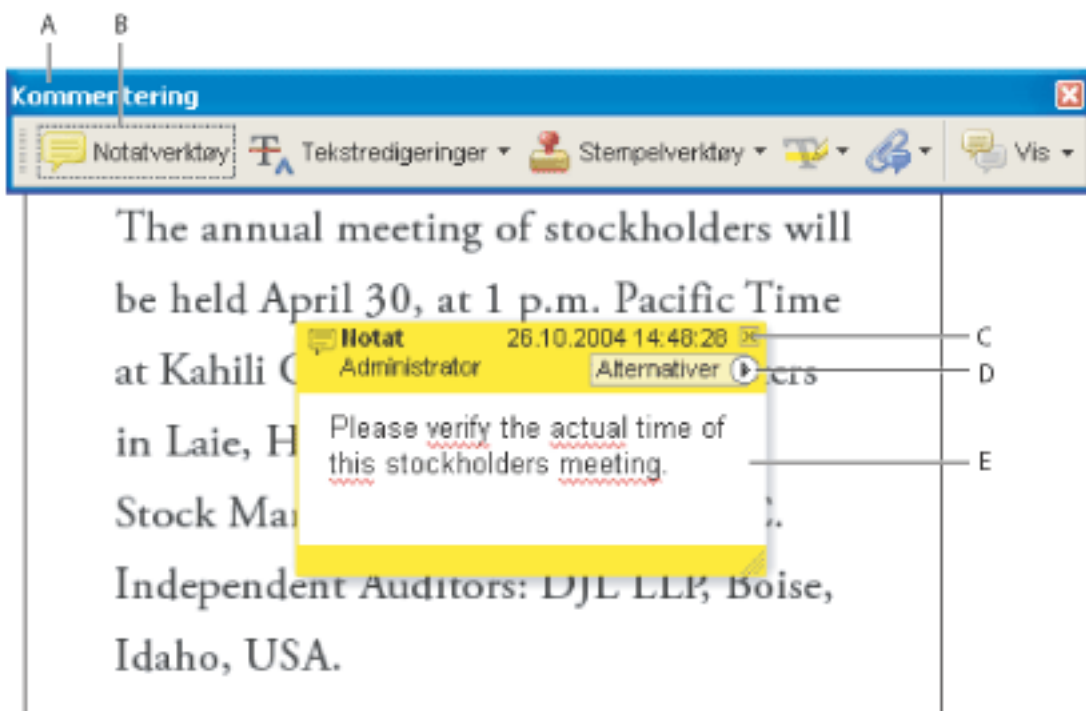 A B
Kommentering
Notatverktøy Tekstredigeringer Stempelverktøy Vis
The annual meeting of stockholders will
be held April 30, at 1 p.m. Pacific Time
Notat 26.10.2004 14:48:28 C
at Kahili
Administrator Alternativer D
Please verify the actual time of
in Laie, H
this stockholders meeting. E
Stock Mar
Independent Auditors: DJL LLP, Boise,
Idaho, USA.